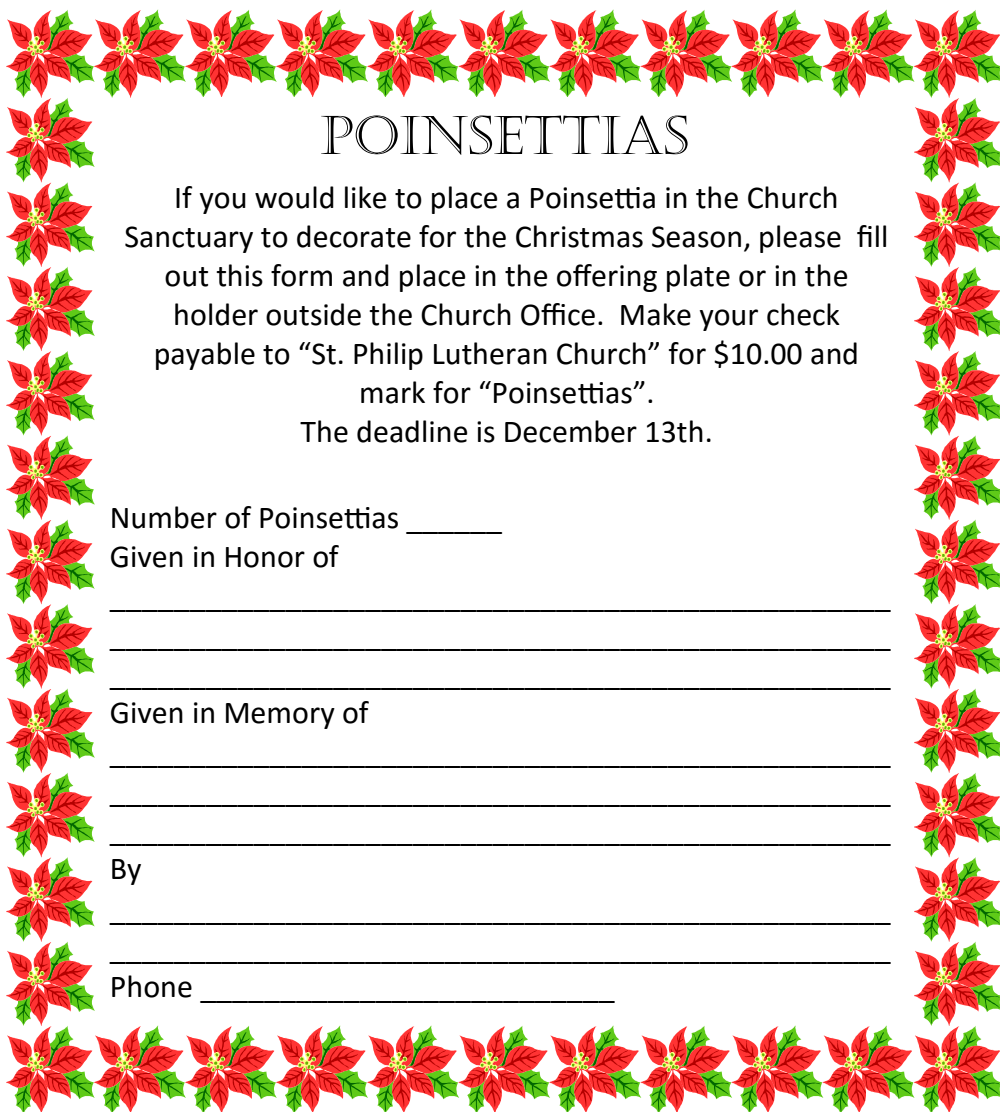 POINSETTIAS
If you would like to place a Poinsettia in the Church
Sanctuary to decorate for the Christmas Season, please  fill
out this form and place in the offering plate or in the
holder outside the Church Office.  Make your check
payable to “St. Philip Lutheran Church” for $10.00 and
mark for “Poinsettias”.
The deadline is December 13th.
Number of Poinsettias ______
Given in Honor of
Given in Memory of
By
Phone __________________________